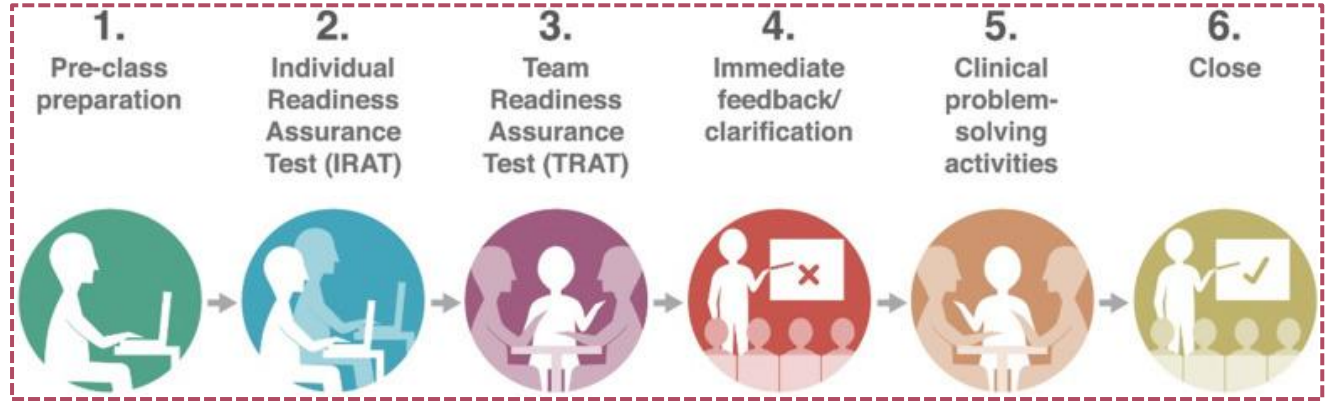 1.
Pre-class
preparation
2.
Individual
Readiness
Assurance
Test (IRAT)
3.
Team
Readiness
Assurance
Test (TRAT)
4.
Immediate
feedback/
clarification
5.
Clinical
problem-
solving
activities
6.
Close